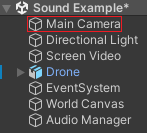 Sound Example*
Main Camera
Directional Light
Screen Video
Drone
EventSystem
World Canvas
Audio Manager